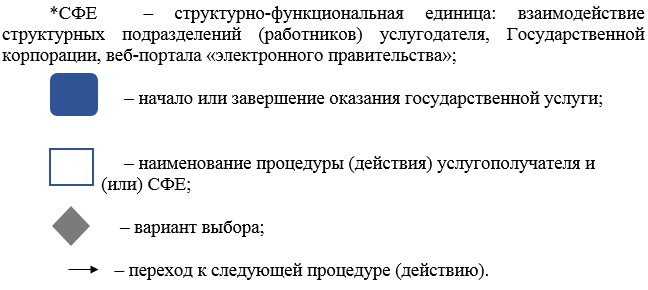 *СФЕ – структурно-функциональная единица: взаимодействие
структурных подразделений (работников) услугодателя, Государственной
корпорации, веб-портала «электронного правительства»;
– начало или завершение оказания государственной услуги;
– наименование процедуры (действия) услугополучателя и
(или) СФЕ;
– вариант выбора;
– переход к следующей процедуре (действию).